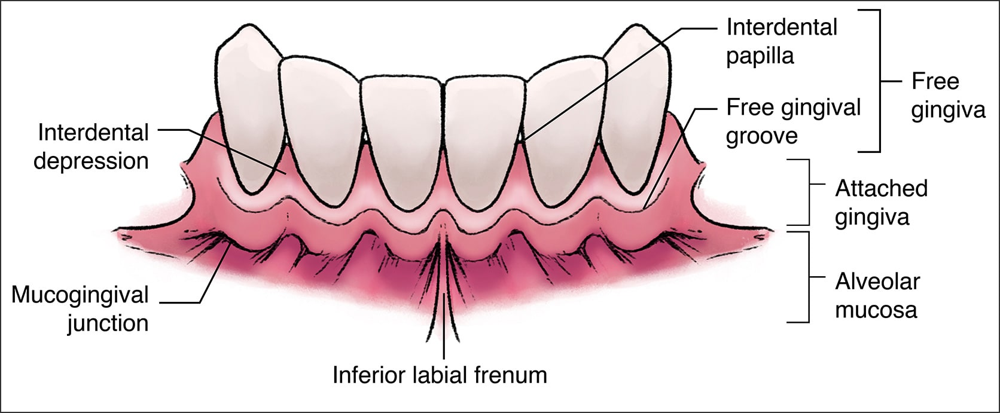 Interdental
papilla
Free gingival
groove
Free
gingiva
Interdental
depression
Attached
gingiva
Mucogingival
junction
Alveolar
mucosa
Inferior labial frenum